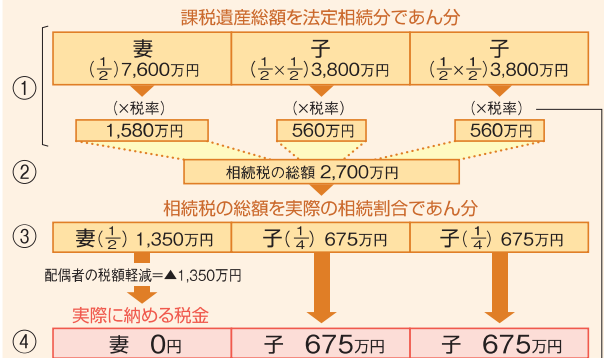 課税遺産総額を法定相続分であん分
①
妻 子 子
(1/2)7,600万円 (1/2×1/2)3,800万円 (1/2×1/2)3,800万円
(×税率) (×税率) (×税率)
1,580万円 560万円 560万円
② 相続税の総額 2,700万円
相続税の総額を実際の相続割合であん分
③ 妻(1/2) 1,350万円 子(1/4) 675万円 子(1/4) 675万円
配偶者の税額軽減=▲1,350万円
実際に納める税金
④ 妻 0円 子 675万円 子 675万円